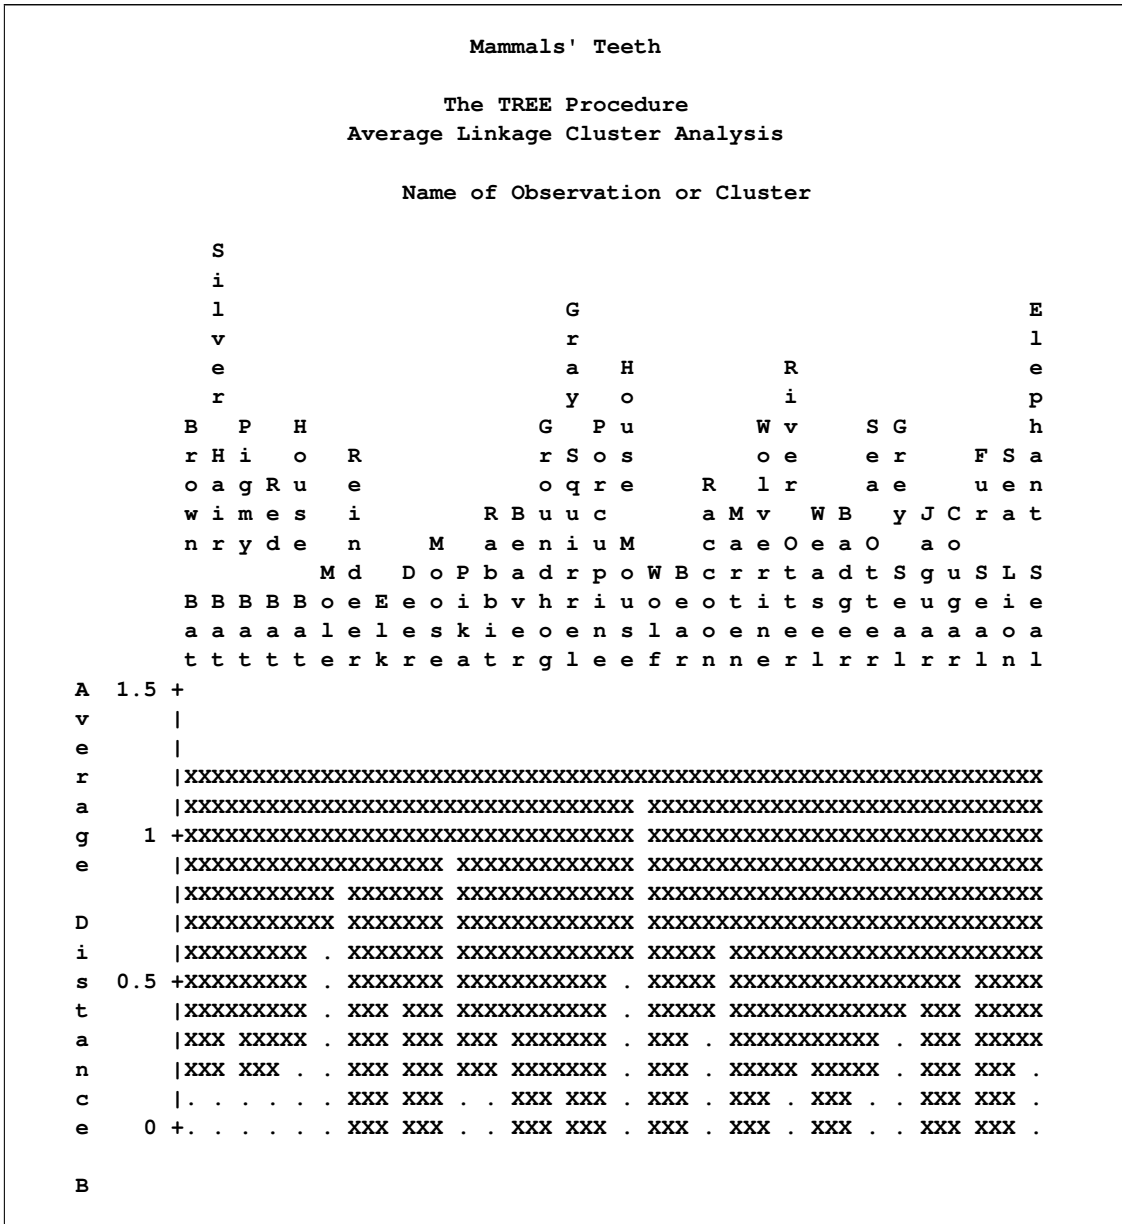 Mammals' Teeth
The TREE Procedure
Average Linkage Cluster Analysis
Name of Observation or Cluster
S
i
l G E
v r l
e a H R e
r y o i p
B P H G P u W v S G h
r H i o R r S o s o e e r F S a
o a g R u e o q r e R l r a e u e n
w i m e s i R B u u c a M v W B y J C r a t
n r y d e n M a e n i u M c a e O e a O a o
M d D o P b a d r p o W B c r r t a d t S g u S L S
B B B B B o e E e o i b v h r i u o e o t i t s g t e u g e i e
a a a a a l e l e s k i e o e n s l a o e n e e e e a a a a o a
t t t t t e r k r e a t r g l e e f r n n e r l r r l r r l n l
A 1.5 +
v |
e |
r |XXXXXXXXXXXXXXXXXXXXXXXXXXXXXXXXXXXXXXXXXXXXXXXXXXXXXXXXXXXXXXX
a |XXXXXXXXXXXXXXXXXXXXXXXXXXXXXXXXX XXXXXXXXXXXXXXXXXXXXXXXXXXXXX
g 1 +XXXXXXXXXXXXXXXXXXXXXXXXXXXXXXXXX XXXXXXXXXXXXXXXXXXXXXXXXXXXXX
e |XXXXXXXXXXXXXXXXXXX XXXXXXXXXXXXX XXXXXXXXXXXXXXXXXXXXXXXXXXXXX
|XXXXXXXXXXX XXXXXXX XXXXXXXXXXXXX XXXXXXXXXXXXXXXXXXXXXXXXXXXXX
D |XXXXXXXXXXX XXXXXXX XXXXXXXXXXXXX XXXXXXXXXXXXXXXXXXXXXXXXXXXXX
i |XXXXXXXXX . XXXXXXX XXXXXXXXXXXXX XXXXX XXXXXXXXXXXXXXXXXXXXXXX
s 0.5 +XXXXXXXXX . XXXXXXX XXXXXXXXXXX . XXXXX XXXXXXXXXXXXXXXXX XXXXX
t |XXXXXXXXX . XXX XXX XXXXXXXXXXX . XXXXX XXXXXXXXXXXXX XXX XXXXX
a |XXX XXXXX . XXX XXX XXX XXXXXXX . XXX . XXXXXXXXXXX . XXX XXXXX
n |XXX XXX . . XXX XXX XXX XXXXXXX . XXX . XXXXX XXXXX . XXX XXX .
c |. . . . . . XXX XXX . . XXX XXX . XXX . XXX . XXX . . XXX XXX .
e 0 +. . . . . . XXX XXX . . XXX XXX . XXX . XXX . XXX . . XXX XXX .
B